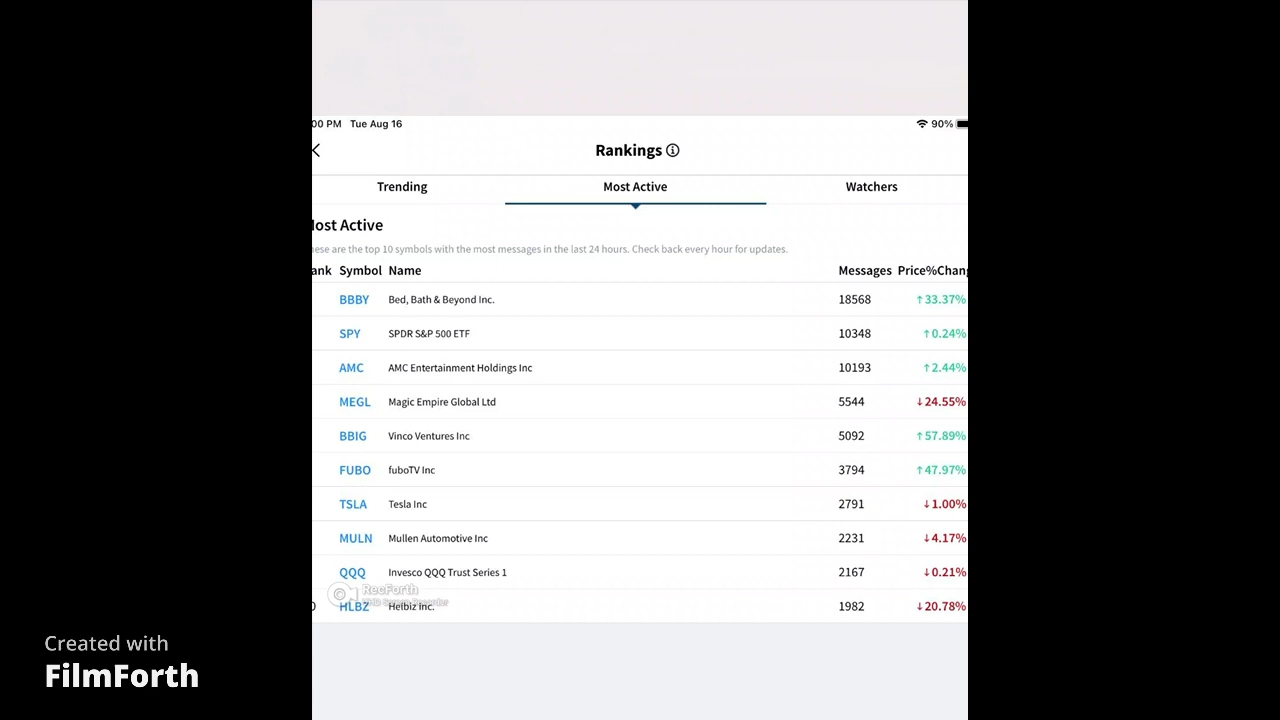 00 PM Tue Aug 16 90%
Rankings
Trending Most Active Watchers
Most Active
hese are the top 10 symbols with the most messages in the last 24 hours. Check back every hour for updates.
ank Symbol Name Messages Price%Chang
BBBY Bed, Bath & Beyond Inc. 18568 ↑33.37%
SPY SPDR S&P 500 ETF 10348 ↑0.24%
AMC AMC Entertainment Holdings Inc 10193 ↑2.44%
MEGL Magic Empire Global Ltd 5544 ↓24.55%
BBIG Vinco Ventures Inc 5092 ↑57.89%
FUBO fuboTV Inc 3794 ↑47.97%
TSLA Tesla Inc 2791 ↓1.00%
MULN Mullen Automotive Inc 2231 ↓4.17%
QQQ Invesco QQQ Trust Series 1 2167 ↓0.21%
RecForth
0 HLBZ Helbiz Inc. 1982 ↓20.78%
Created with
FilmForth